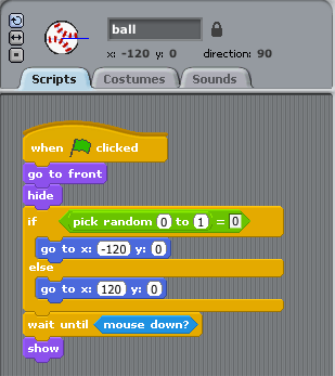 ball
x: -120 y: 0 direction: 90
Scripts Costumes Sounds
when clicked
go to front
hide
if pick random 0 to 1 = 0
go to x: -120 y: 0
else
go to x: 120 y: 0
wait until mouse down?
show